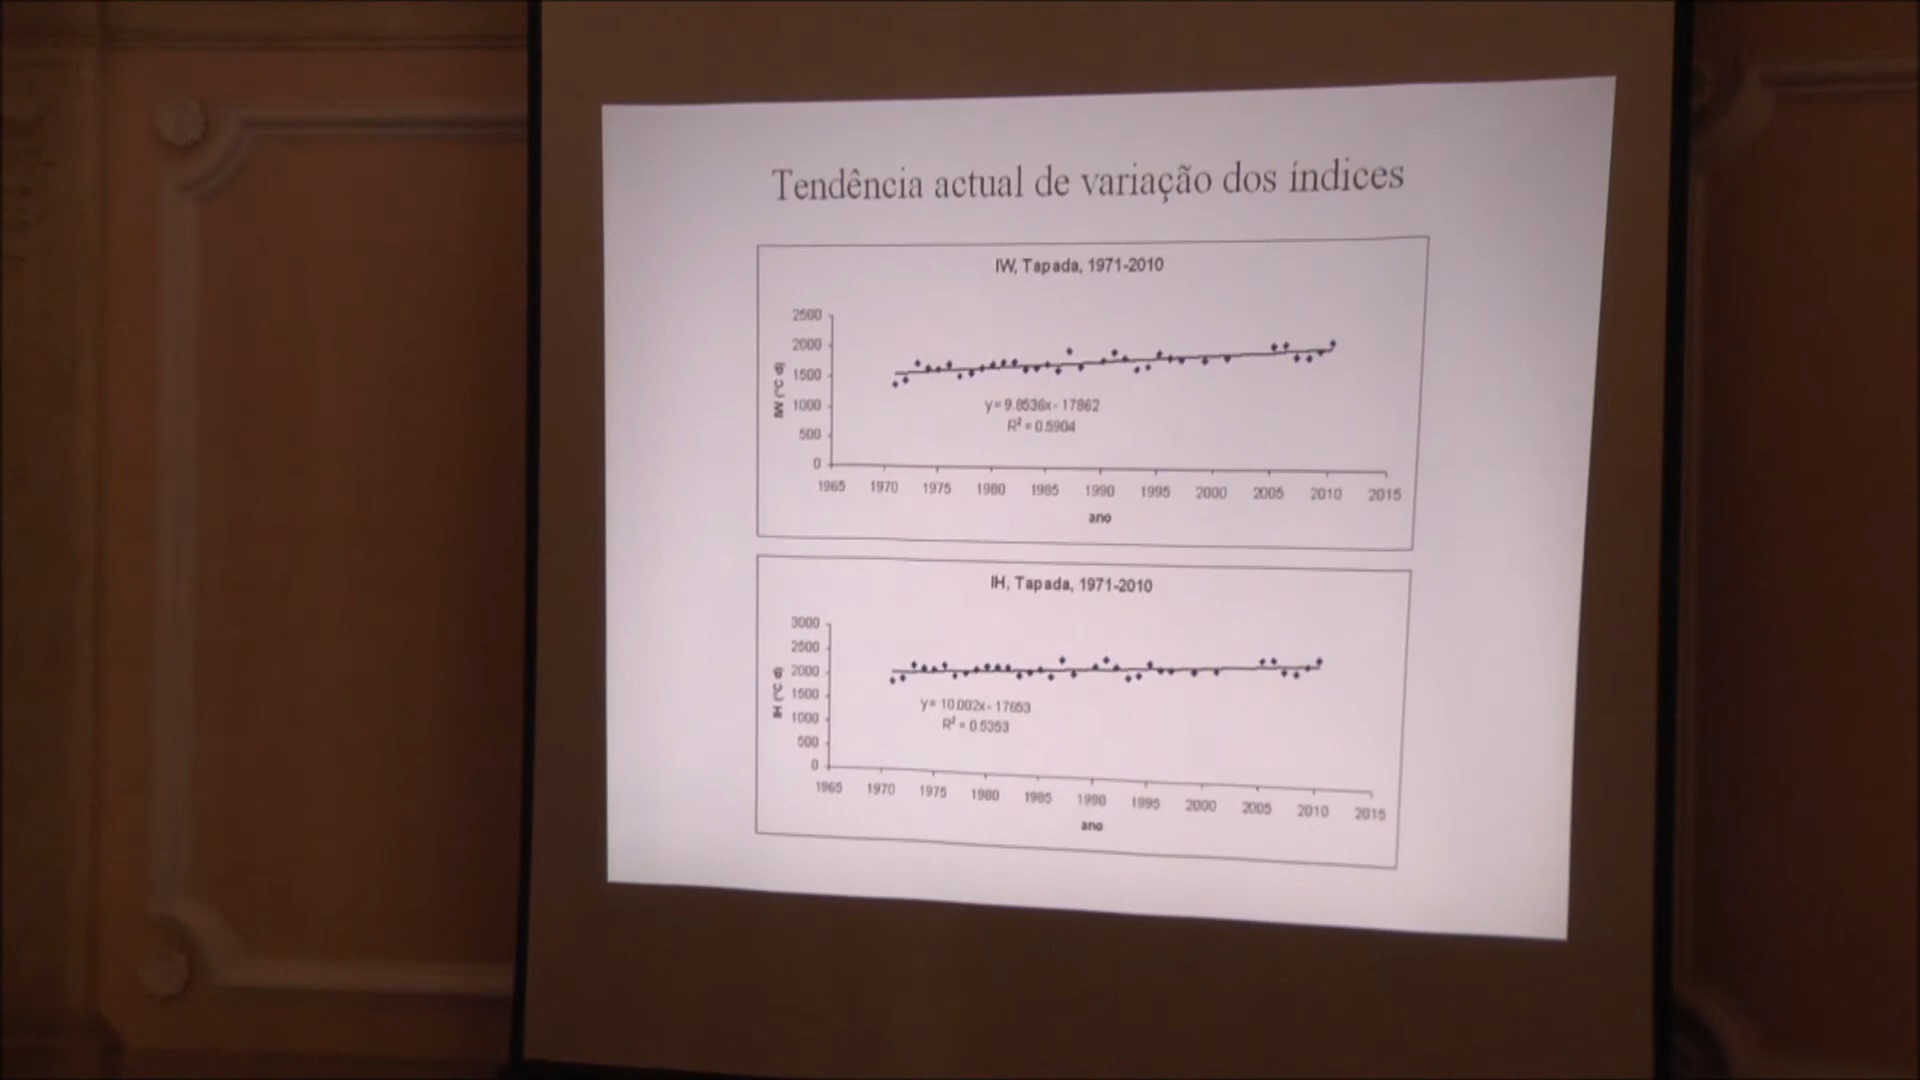 Tendência actual de variação dos índices
IW, Tapada, 1971-2010
2500
2000
1500
1000
500
0
IW (°C d)
y = 9.8536x - 17862
R² = 0.5904
1965 1970 1975 1980 1985 1990 1995 2000 2005 2010 2015
ano
IH, Tapada, 1971-2010
3000
2500
2000
1500
1000
500
0
IH (°C d)
y = 10.002x - 17653
R² = 0.5353
1965 1970 1975 1980 1985 1990 1995 2000 2005 2010 2015
ano